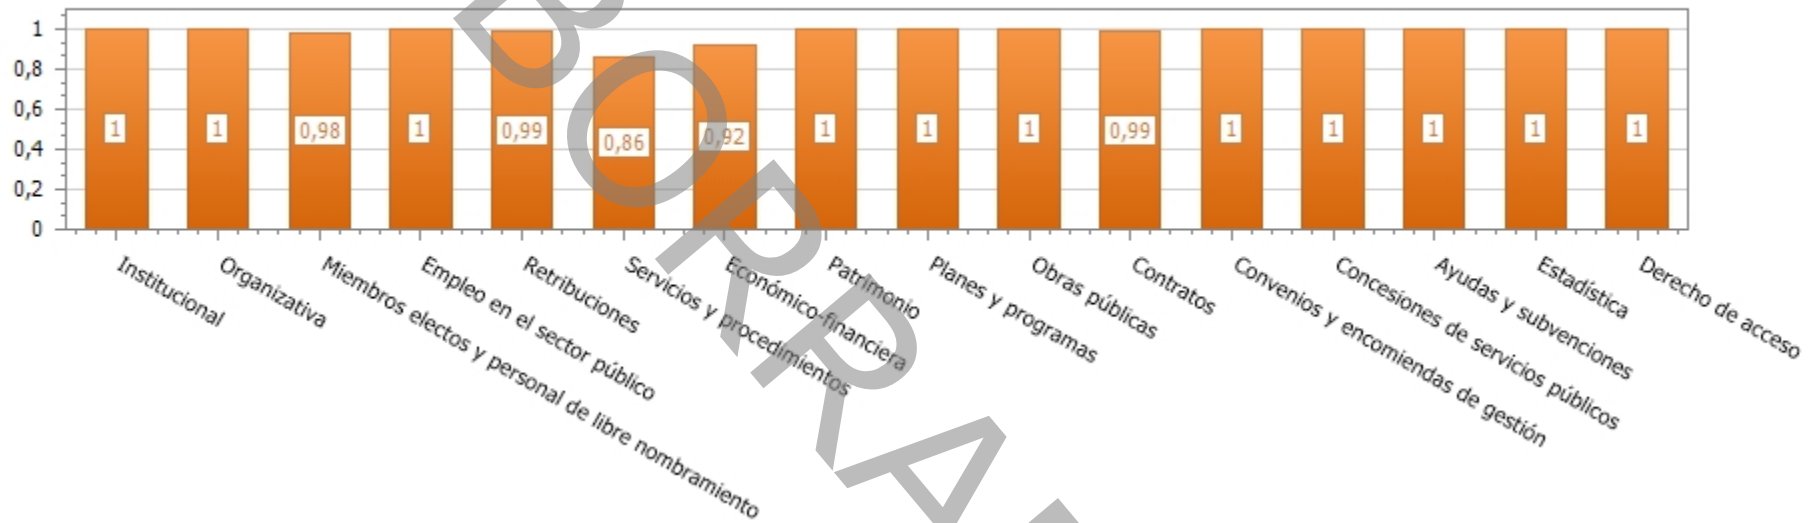 1
0,8
0,6
0,4
0,2
0
1
1
0,98
1
0,99
0,86
0,92
1
1
1
0,99
1
1
1
1
1
Institucional
Organizativa
Miembros electos y personal de libre nombramiento
Empleo en el sector público
Retribuciones
Servicios y procedimientos
Económico-financiera
Patrimonio
Planes y programas
Obras públicas
Contratos
Convenios y encomiendas de gestión
Concesiones de servicios públicos
Ayudas y subvenciones
Estadística
Derecho de acceso
BORRA